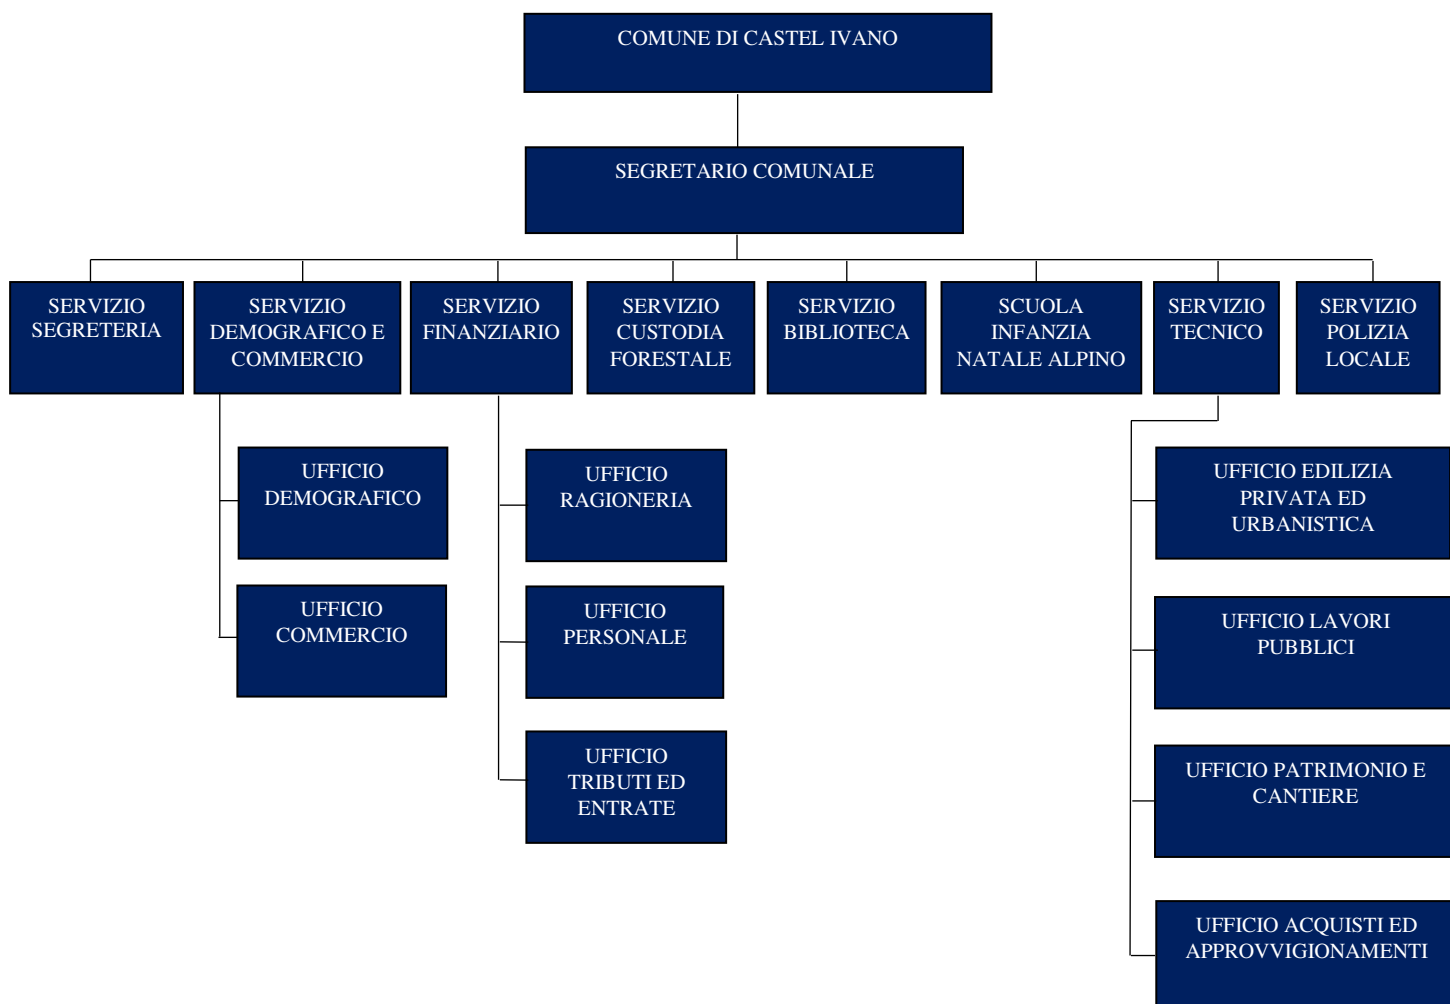 COMUNE DI CASTEL IVANO
SEGRETARIO COMUNALE
SERVIZIO
SEGRETERIA
SERVIZIO
DEMOGRAFICO E
COMMERCIO
SERVIZIO
FINANZIARIO
SERVIZIO
CUSTODIA
FORESTALE
SERVIZIO
BIBLIOTECA
SCUOLA
INFANZIA
NATALE ALPINO
SERVIZIO
TECNICO
SERVIZIO
POLIZIA
LOCALE
UFFICIO
DEMOGRAFICO
UFFICIO
COMMERCIO
UFFICIO
RAGIONERIA
UFFICIO
PERSONALE
UFFICIO
TRIBUTI ED
ENTRATE
UFFICIO EDILIZIA
PRIVATA ED
URBANISTICA
UFFICIO LAVORI
PUBBLICI
UFFICIO PATRIMONIO E
CANTIERE
UFFICIO ACQUISTI ED
APPROVVIGIONAMENTI